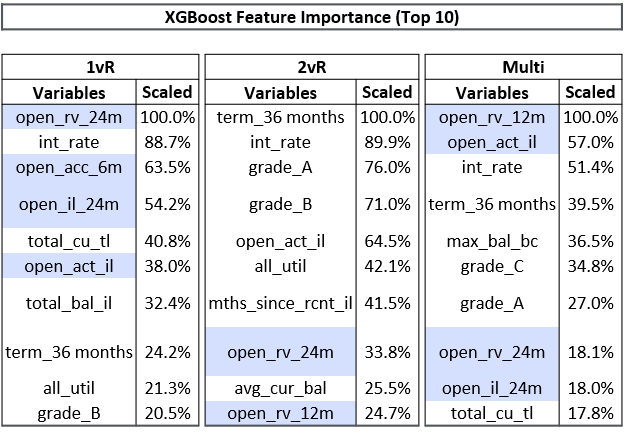 XGBoost Feature Importance (Top 10)
1vR 2vR Multi
Variables Scaled Variables Scaled Variables Scaled
open_rv_24m 100.0% term_36 months 100.0% open_rv_12m 100.0%
int_rate 88.7% int_rate 89.9% open_act_il 57.0%
open_acc_6m 63.5% grade_A 76.0% int_rate 51.4%
open_il_24m 54.2% grade_B 71.0% term_36 months 39.5%
total_cu_tl 40.8% open_act_il 64.5% max_bal_bc 36.5%
open_act_il 38.0% all_util 42.1% grade_C 34.8%
total_bal_il 32.4% mths_since_rcnt_il 41.5% grade_A 27.0%
term_36 months 24.2% open_rv_24m 33.8% open_rv_24m 18.1%
all_util 21.3% avg_cur_bal 25.5% open_il_24m 18.0%
grade_B 20.5% open_rv_12m 24.7% total_cu_tl 17.8%